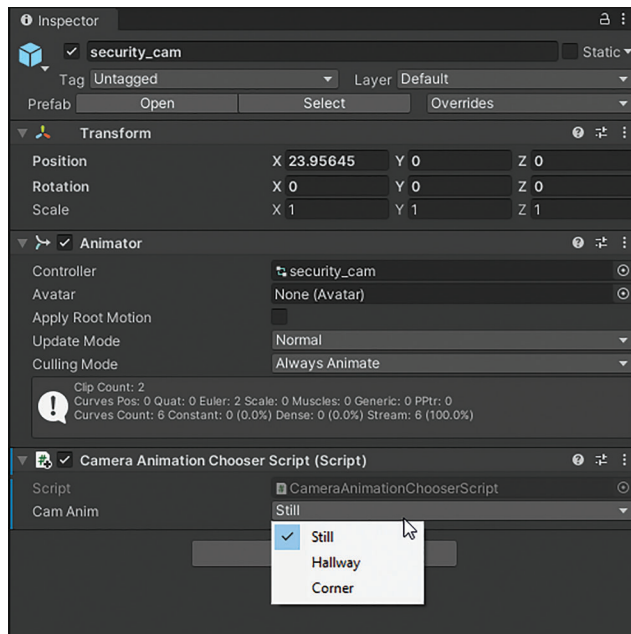 Inspector
security_cam Static
Tag Untagged Layer Default
Prefab Open Select Overrides
Transform
Position X 23.95645 Y 0 Z 0
Rotation X 0 Y 0 Z 0
Scale X 1 Y 1 Z 1
Animator
Controller security_cam
Avatar None (Avatar)
Apply Root Motion
Update Mode Normal
Culling Mode Always Animate
Clip Count: 2
Curves Pos: 0 Quat: 0 Euler: 2 Scale: 0 Muscles: 0 Generic: 0 PPtr: 0
Curves Count: 6 Constant: 0 (0.0%) Dense: 0 (0.0%) Stream: 6 (100.0%)
Camera Animation Chooser Script (Script)
Script CameraAnimationChooserScript
Cam Anim Still
Still
Hallway
Corner